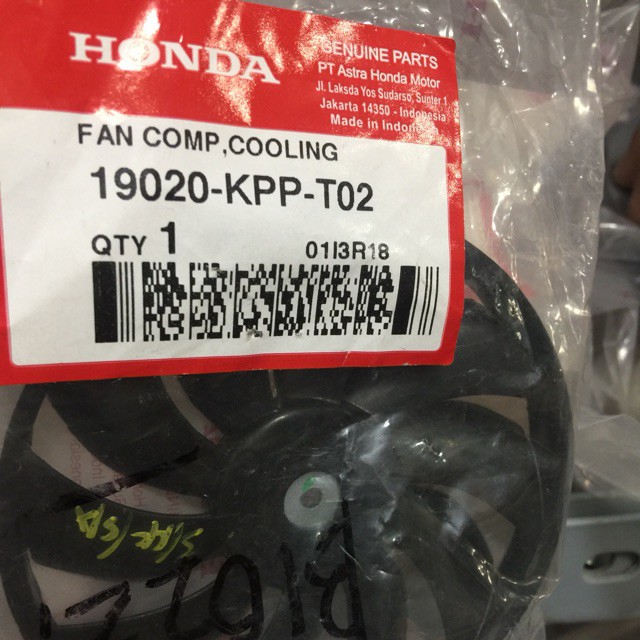 HONDA
GENUINE PARTS
PT Astra Honda Motor
Jl. Laksda Yos Sudarso, Sunter 1
Jakarta 14350 - Indonesia
Made in Indone
FAN COMP,COOLING
19020-KPP-T02
QTY 1
01I3R18